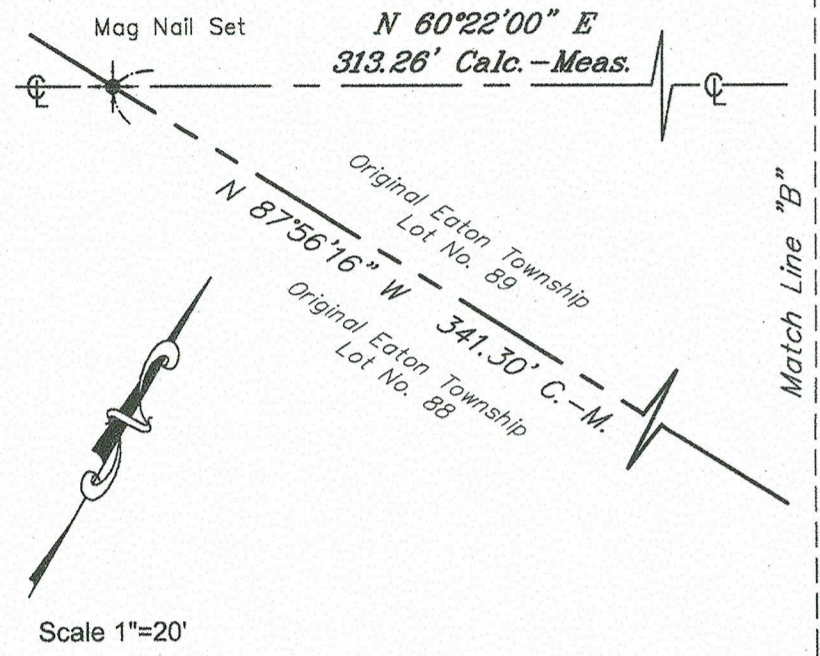 Mag Nail Set
N 60°22'00" E
313.26' Calc.-Meas.
℄
℄
Original Eaton Township
Lot No. 89
N 87°56'16" W 341.30' C.-M.
Original Eaton Township
Lot No. 88
Match Line "B"
Scale 1"=20'